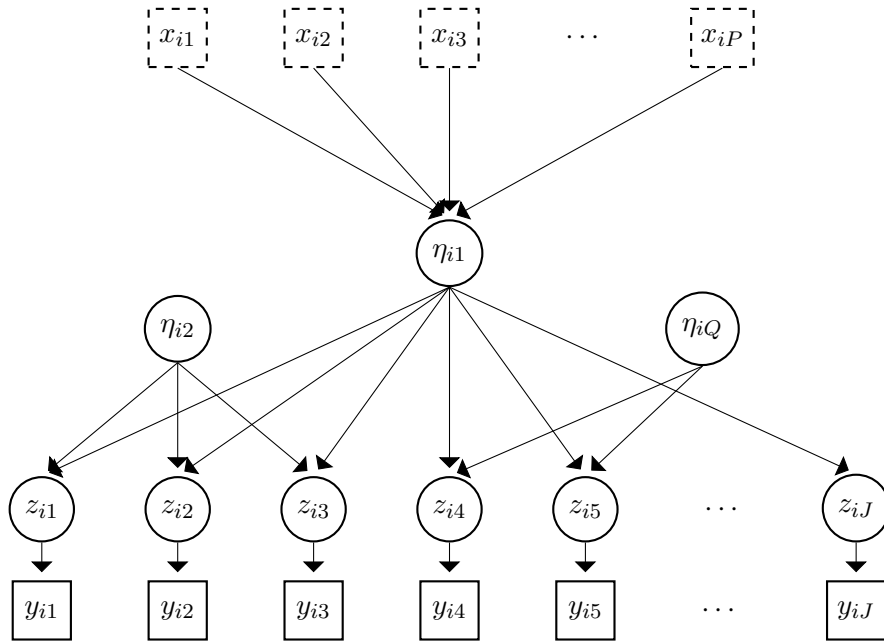 x_{i1} x_{i2} x_{i3} ⋯ x_{iP}
η_{i1}
η_{i2} η_{iQ}
z_{i1} z_{i2} z_{i3} z_{i4} z_{i5} ⋯ z_{iJ}
y_{i1} y_{i2} y_{i3} y_{i4} y_{i5} ⋯ y_{iJ}